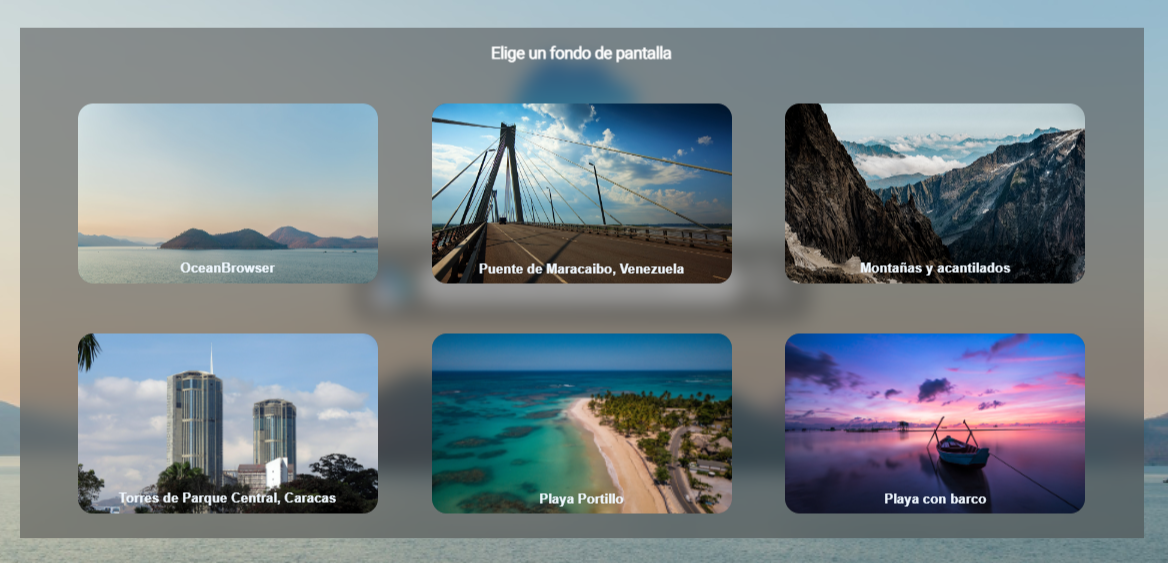 Elige un fondo de pantalla
OceanBrowser
Puente de Maracaibo, Venezuela
Montañas y acantilados
Torres de Parque Central, Caracas
Playa Portillo
Playa con barco